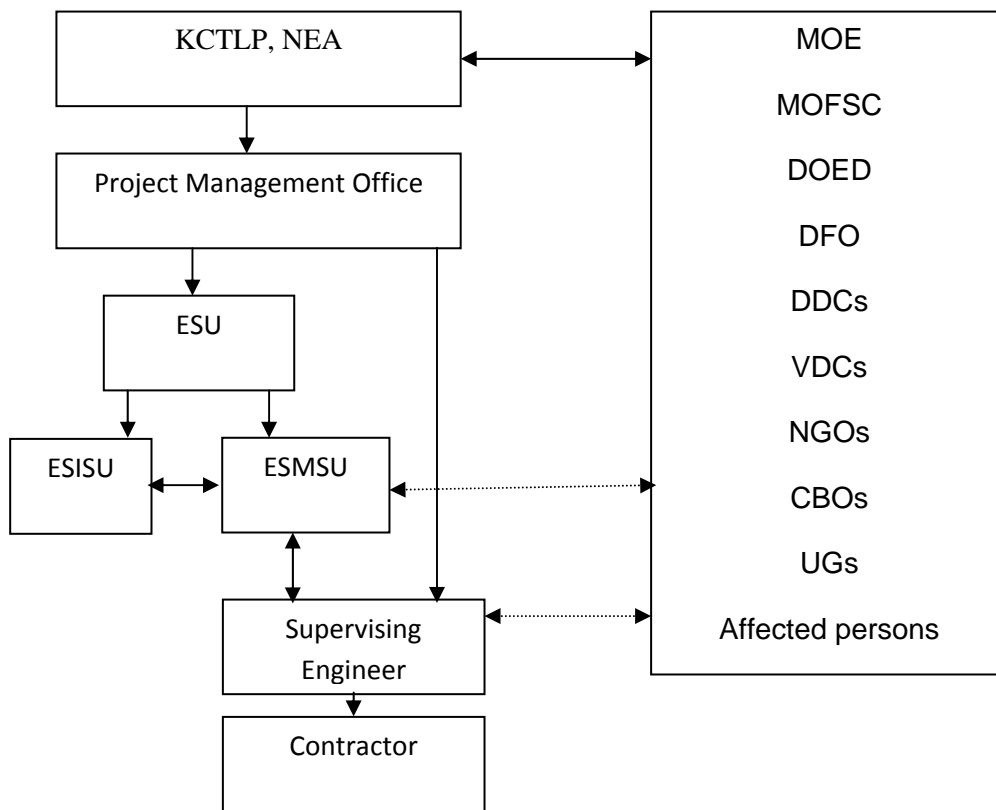 KCTLP, NEA
Project Management Office
ESU
ESISU
ESMSU
Supervising
Engineer
Contractor
MOE
MOFSC
DOED
DFO
DDCs
VDCs
NGOs
CBOs
UGs
Affected persons